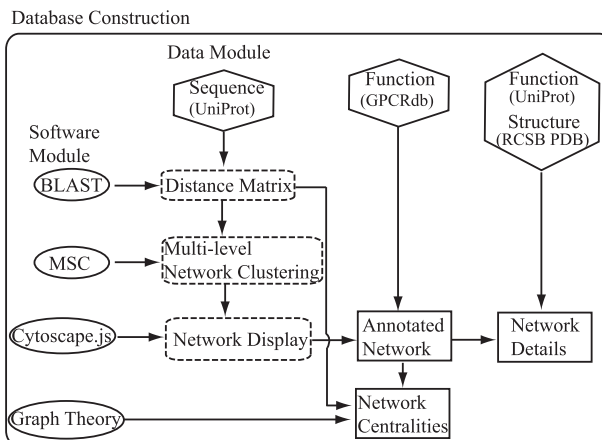 Database Construction
Data Module
Sequence
(UniProt)
Function
(GPCRdb)
Function
(UniProt)
Structure
(RCSB PDB)
Software
Module
BLAST
Distance Matrix
MSC
Multi-level
Network Clustering
Cytoscape.js
Network Display
Annotated
Network
Network
Details
Graph Theory
Network
Centralities